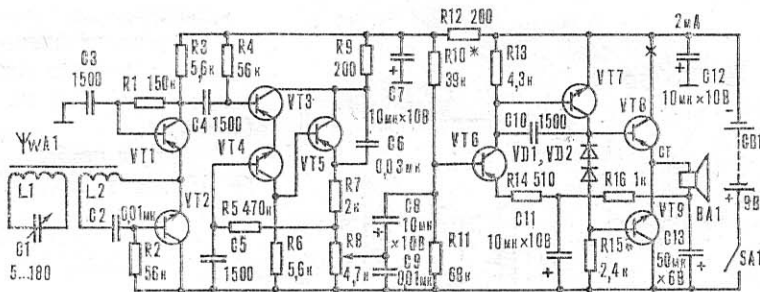 C3
1500
R1 150к
R3
5,6к
R4
56к
C4 1500
VT1
VT2
VT3
VT4
VT5
WA1
L1
L2
C1
5...180
C2
0,01мк
R2
56к
R5 470к
C5
1500
R6
5,6к
R7
2к
R8
4,7к
R9
200
C6
0,03мк
C7
10мк×10В
C8
10мк
×10В
C9
0,01мк
R10*
39к
R11
68к
R12 200
R13
4,3к
VT6
C10 1500
VD1, VD2
R14 510
C11
10мк×10В
VT7
VT8
СТ
R16 1к
R15*
2,4к
VT9
BA1
C13
50мк
×6В
2мА
C12
10мк×10В
GB1
9В
SA1